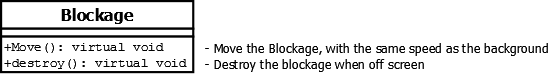 Blockage
+Move(): virtual void - Move the Blockage, with the same speed as the background
+destroy(): virtual void - Destroy the blockage when off screen